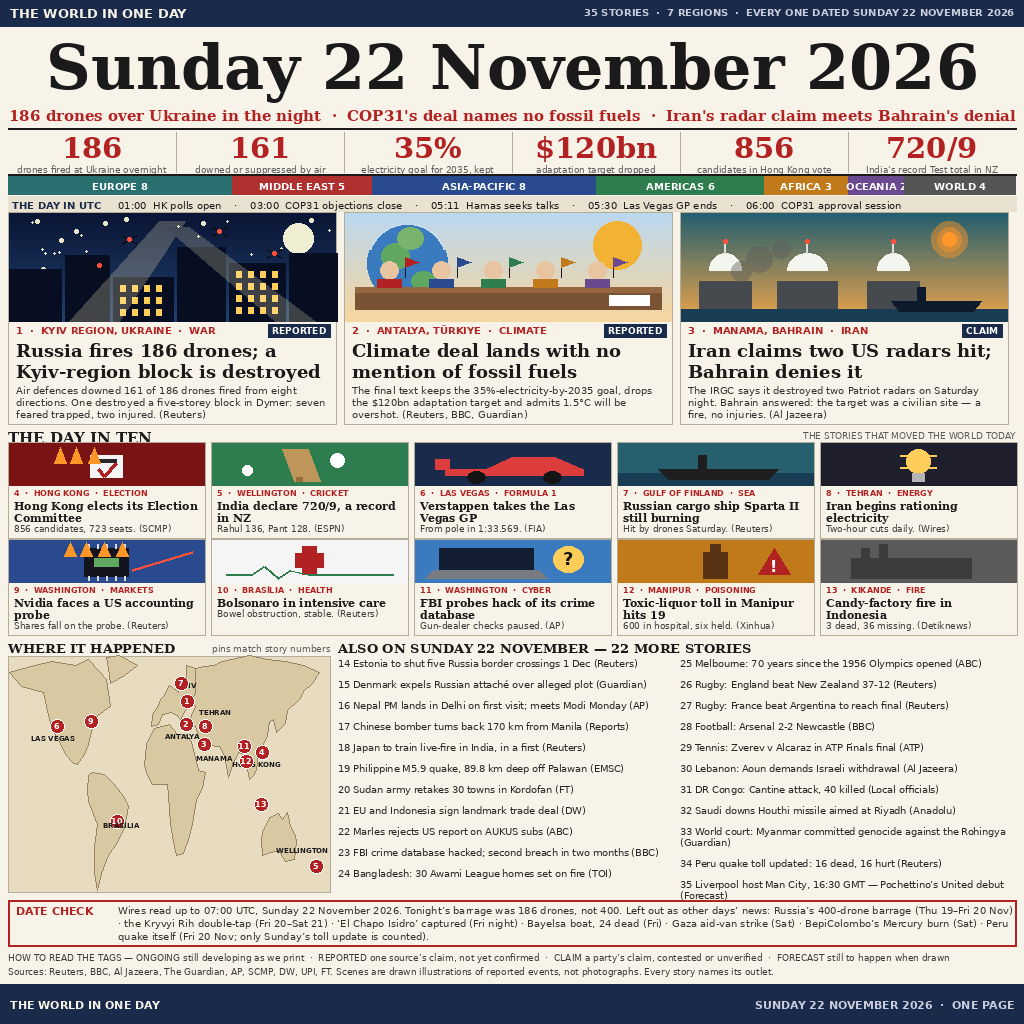 THE WORLD IN ONE DAY
35 STORIES · 7 REGIONS · EVERY ONE DATED SUNDAY 22 NOVEMBER 2026
Sunday 22 November 2026
186 drones over Ukraine in the night · COP31's deal names no fossil fuels · Iran's radar claim meets Bahrain's denial
186
drones fired at Ukraine overnight
161
downed or suppressed by air
35%
electricity goal for 2035, kept
$120bn
adaptation target dropped
856
candidates in Hong Kong vote
720/9
India's record Test total in NZ
EUROPE 8
MIDDLE EAST 5
ASIA-PACIFIC 8
AMERICAS 6
AFRICA 3
OCEANIA 2
WORLD 4
THE DAY IN UTC 01:00 HK polls open · 03:00 COP31 objections close · 05:11 Hamas seeks talks · 05:30 Las Vegas GP ends · 06:00 COP31 approval session
1 · KYIV REGION, UKRAINE · WAR
REPORTED
Russia fires 186 drones; a
Kyiv-region block is destroyed
Air defences downed 161 of 186 drones fired from eight
directions. One destroyed a five-storey block in Dymer: seven
feared trapped, two injured. (Reuters)
2 · ANTALYA, TÜRKIYE · CLIMATE
REPORTED
Climate deal lands with no
mention of fossil fuels
The final text keeps the 35%-electricity-by-2035 goal, drops
the $120bn adaptation target and admits 1.5°C will be
overshot. (Reuters, BBC, Guardian)
3 · MANAMA, BAHRAIN · IRAN
CLAIM
Iran claims two US radars hit;
Bahrain denies it
The IRGC says it destroyed two Patriot radars on Saturday
night. Bahrain answered: the target was a civilian site — a
fire, no injuries. (Al Jazeera)
THE DAY IN TEN
THE STORIES THAT MOVED THE WORLD TODAY
4 · HONG KONG · ELECTION
Hong Kong elects its Election
Committee
856 candidates, 723 seats. (SCMP)
5 · WELLINGTON · CRICKET
India declare 720/9, a record
in NZ
Rahul 136, Pant 128. (ESPN)
6 · LAS VEGAS · FORMULA 1
Verstappen takes the Las
Vegas GP
From pole in 1:33.569. (FIA)
7 · GULF OF FINLAND · SEA
Russian cargo ship Sparta II
still burning
Hit by drones Saturday. (Reuters)
8 · TEHRAN · ENERGY
Iran begins rationing
electricity
Two-hour cuts daily. (Wires)
9 · WASHINGTON · MARKETS
Nvidia faces a US accounting
probe
Shares fall on the probe. (Reuters)
10 · BRASÍLIA · HEALTH
Bolsonaro in intensive care
Bowel obstruction, stable. (Reuters)
?
11 · WASHINGTON · CYBER
FBI probes hack of its crime
database
Gun-dealer checks paused. (AP)
!
12 · MANIPUR · POISONING
Toxic-liquor toll in Manipur
hits 19
600 in hospital, six held. (Xinhua)
13 · KIKANDE · FIRE
Candy-factory fire in
Indonesia
3 dead, 36 missing. (Detiknews)
WHERE IT HAPPENED
pins match story numbers
7
1
TEHRAN
6
9
2
8
LAS VEGAS
ANTALYA
3
11
4
MANAMA
12
HONG KONG
13
10
BRASILIA
WELLINGTON
5
ALSO ON SUNDAY 22 NOVEMBER — 22 MORE STORIES
14 Estonia to shut five Russia border crossings 1 Dec (Reuters)
15 Denmark expels Russian attaché over alleged plot (Guardian)
16 Nepal PM lands in Delhi on first visit; meets Modi Monday (AP)
17 Chinese bomber turns back 170 km from Manila (Reports)
18 Japan to train live-fire in India, in a first (Reuters)
19 Philippine M5.9 quake, 89.8 km deep off Palawan (EMSC)
20 Sudan army retakes 30 towns in Kordofan (FT)
21 EU and Indonesia sign landmark trade deal (DW)
22 Marles rejects US report on AUKUS subs (ABC)
23 FBI crime database hacked; second breach in two months (BBC)
24 Bangladesh: 30 Awami League homes set on fire (TOI)
25 Melbourne: 70 years since the 1956 Olympics opened (ABC)
26 Rugby: England beat New Zealand 37-12 (Reuters)
27 Rugby: France beat Argentina to reach final (Reuters)
28 Football: Arsenal 2-2 Newcastle (BBC)
29 Tennis: Zverev v Alcaraz in ATP Finals final (ATP)
30 Lebanon: Aoun demands Israeli withdrawal (Al Jazeera)
31 DR Congo: Cantine attack, 40 killed (Local officials)
32 Saudi downs Houthi missile aimed at Riyadh (Anadolu)
33 World court: Myanmar committed genocide against the Rohingya
(Guardian)
34 Peru quake toll updated: 16 dead, 16 hurt (Reuters)
35 Liverpool host Man City, 16:30 GMT — Pochettino's United debut
(Forecast)
DATE CHECK
Wires read up to 07:00 UTC, Sunday 22 November 2026. Tonight's barrage was 186 drones, not 400. Left out as other days' news: Russia's 400-drone barrage (Thu 19–Fri 20 Nov)
· the Kryvyi Rih double-tap (Fri 20–Sat 21) · 'El Chapo Isidro' captured (Fri night) · Bayelsa boat, 24 dead (Fri) · Gaza aid-van strike (Sat) · BepiColombo's Mercury burn (Sat) · Peru
quake itself (Fri 20 Nov; only Sunday's toll update is counted).
HOW TO READ THE TAGS — ONGOING still developing as we print · REPORTED one source's claim, not yet confirmed · CLAIM a party's claim, contested or unverified · FORECAST still to happen when drawn
Sources: Reuters, BBC, Al Jazeera, The Guardian, AP, SCMP, DW, UPI, FT. Scenes are drawn illustrations of reported events, not photographs. Every story names its outlet.
THE WORLD IN ONE DAY
SUNDAY 22 NOVEMBER 2026 · ONE PAGE